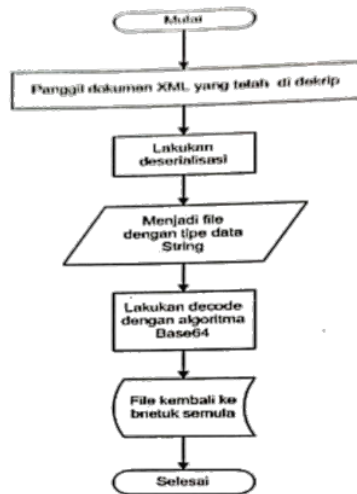 Mulai
Panggil dokumen XML yang telah di dekrip
Lakukan
deserialisasi
Menjadi file
dengan tipe data
String
Lakukan decode
dengan algoritma
Base64
File kembali ke
bnetuk semula
Selesai